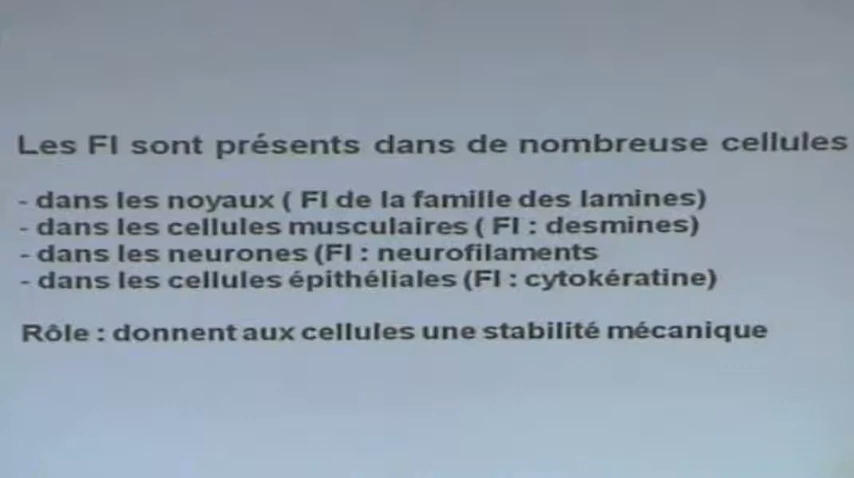 Les FI sont présents dans de nombreuse cellules
- dans les noyaux ( FI de la famille des lamines)
- dans les cellules musculaires ( FI : desmines)
- dans les neurones (FI : neurofilaments
- dans les cellules épithéliales (FI : cytokératine)
Rôle : donnent aux cellules une stabilité mécanique